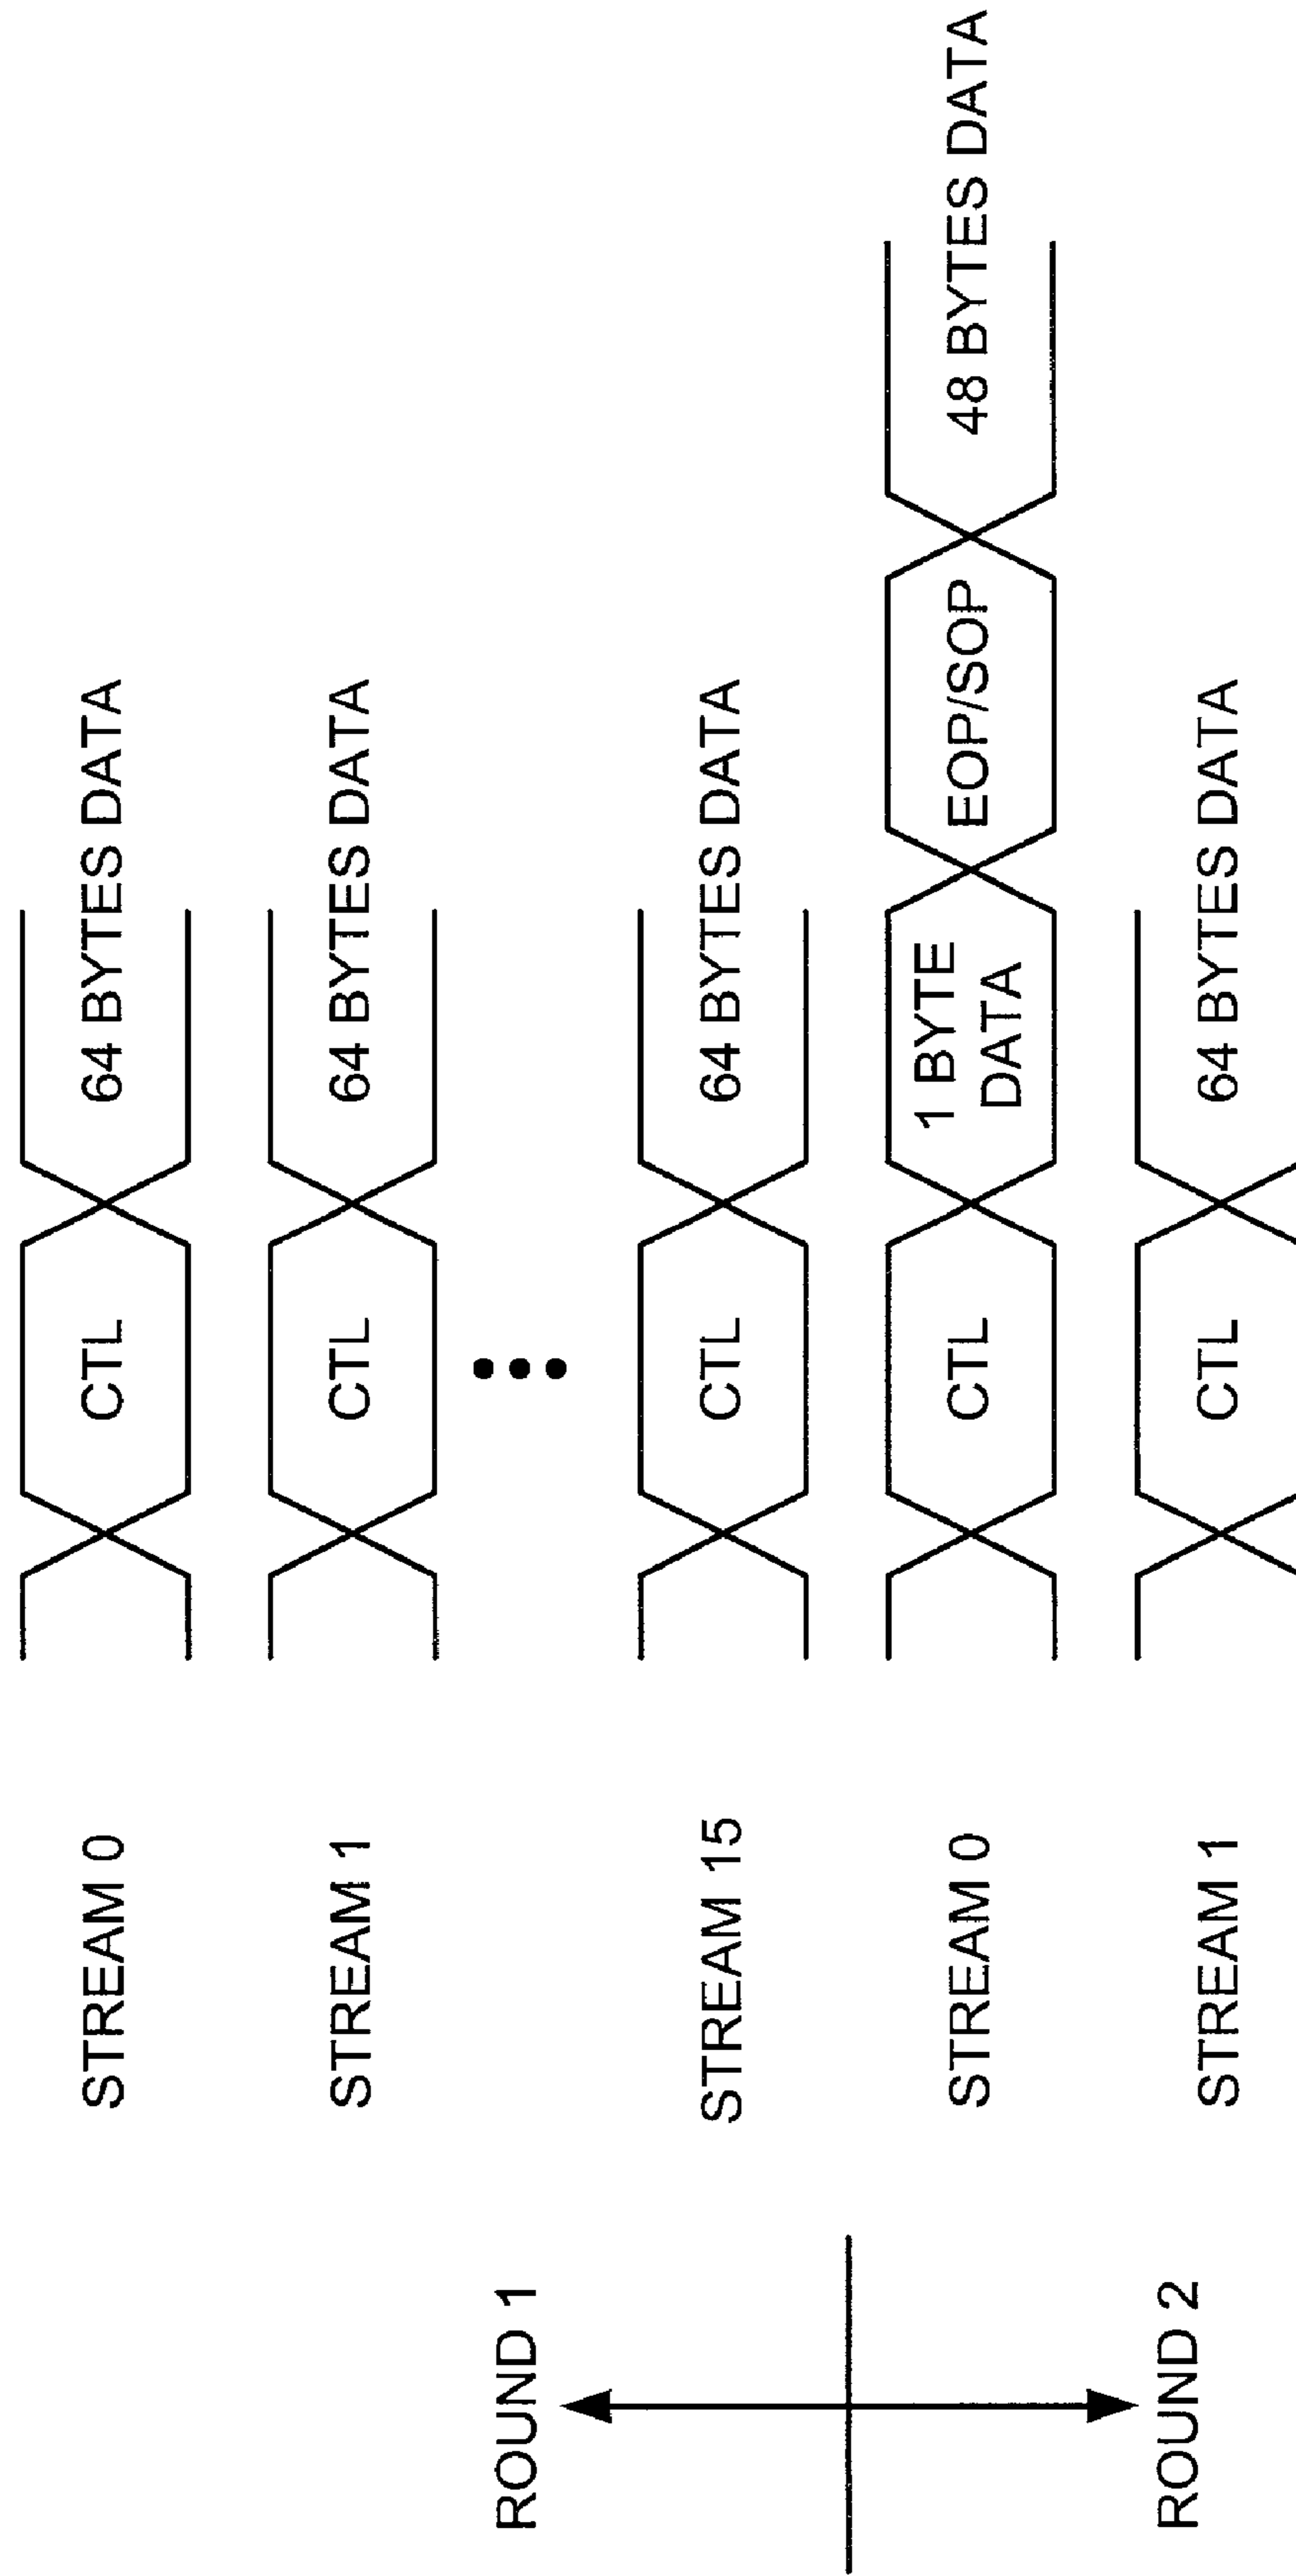 STREAM 0
CTL
64 BYTES DATA
STREAM 1
CTL
64 BYTES DATA
ROUND 1
STREAM 15
CTL
64 BYTES DATA
STREAM 0
CTL
1 BYTE
DATA
EOP/SOP
48 BYTES DATA
ROUND 2
STREAM 1
CTL
64 BYTES DATA